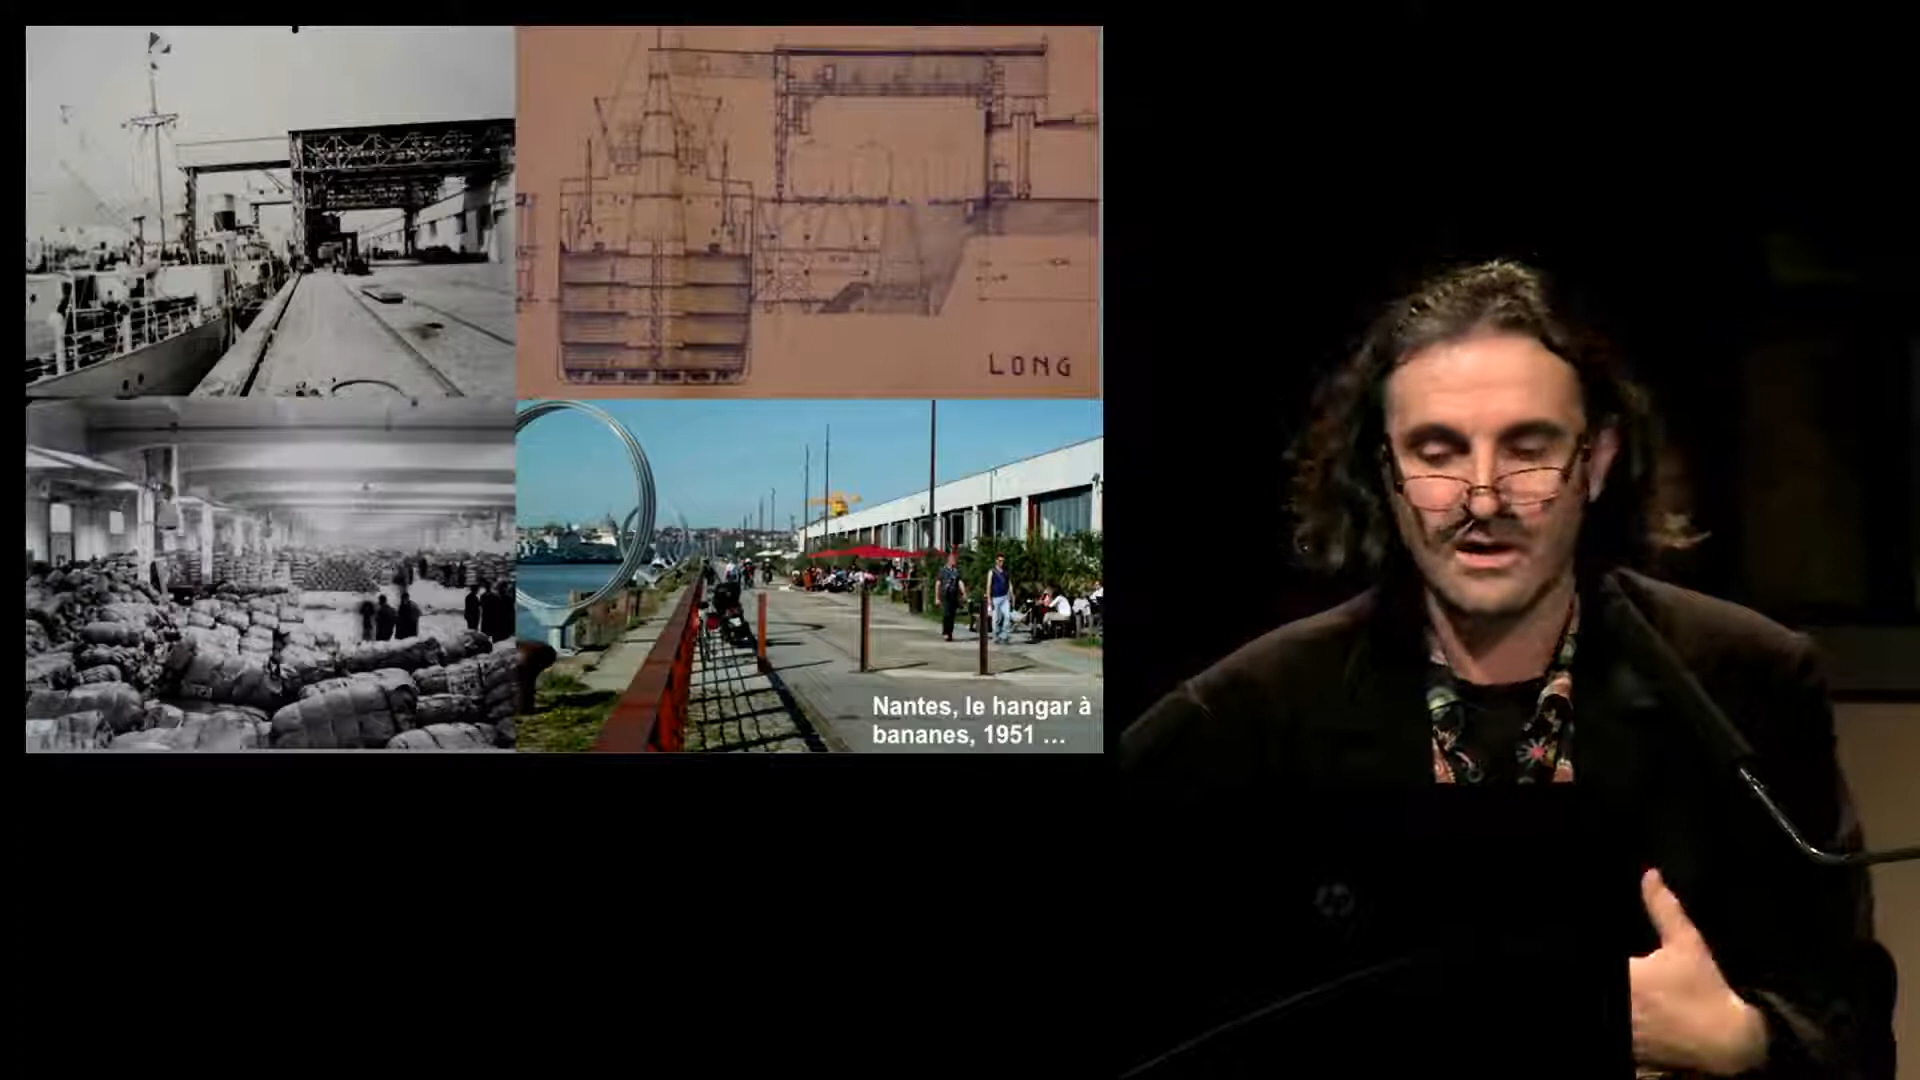 LONG
Nantes, le hangar à
bananes, 1951 ...